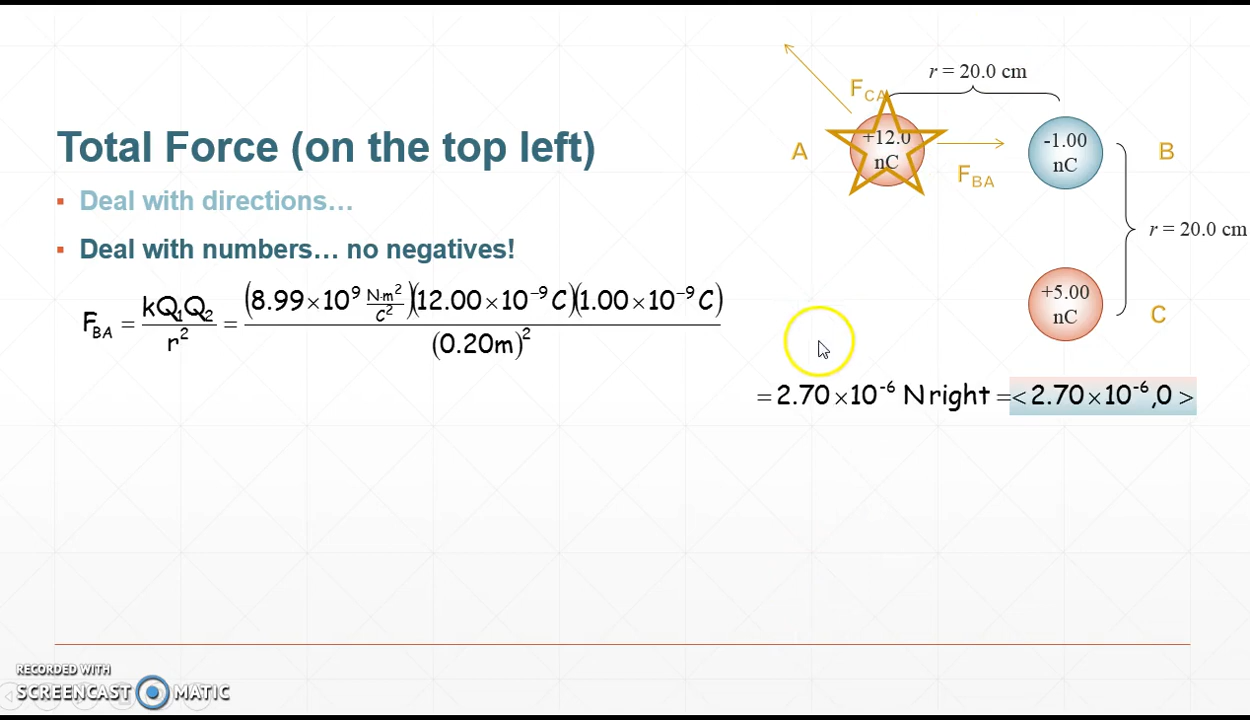 Total Force (on the top left)
▪ Deal with directions…
▪ Deal with numbers… no negatives!
F_BA = kQ₁Q₂ / r² = (8.99×10⁹ N·m²/C²)(12.00×10⁻⁹ C)(1.00×10⁻⁹ C) / (0.20m)²
= 2.70×10⁻⁶ N right = < 2.70×10⁻⁶,0 >
r = 20.0 cm
F_CA
A
+12.0
nC
F_BA
-1.00
nC
B
r = 20.0 cm
+5.00
nC
C
RECORDED WITH
SCREENCAST MATIC